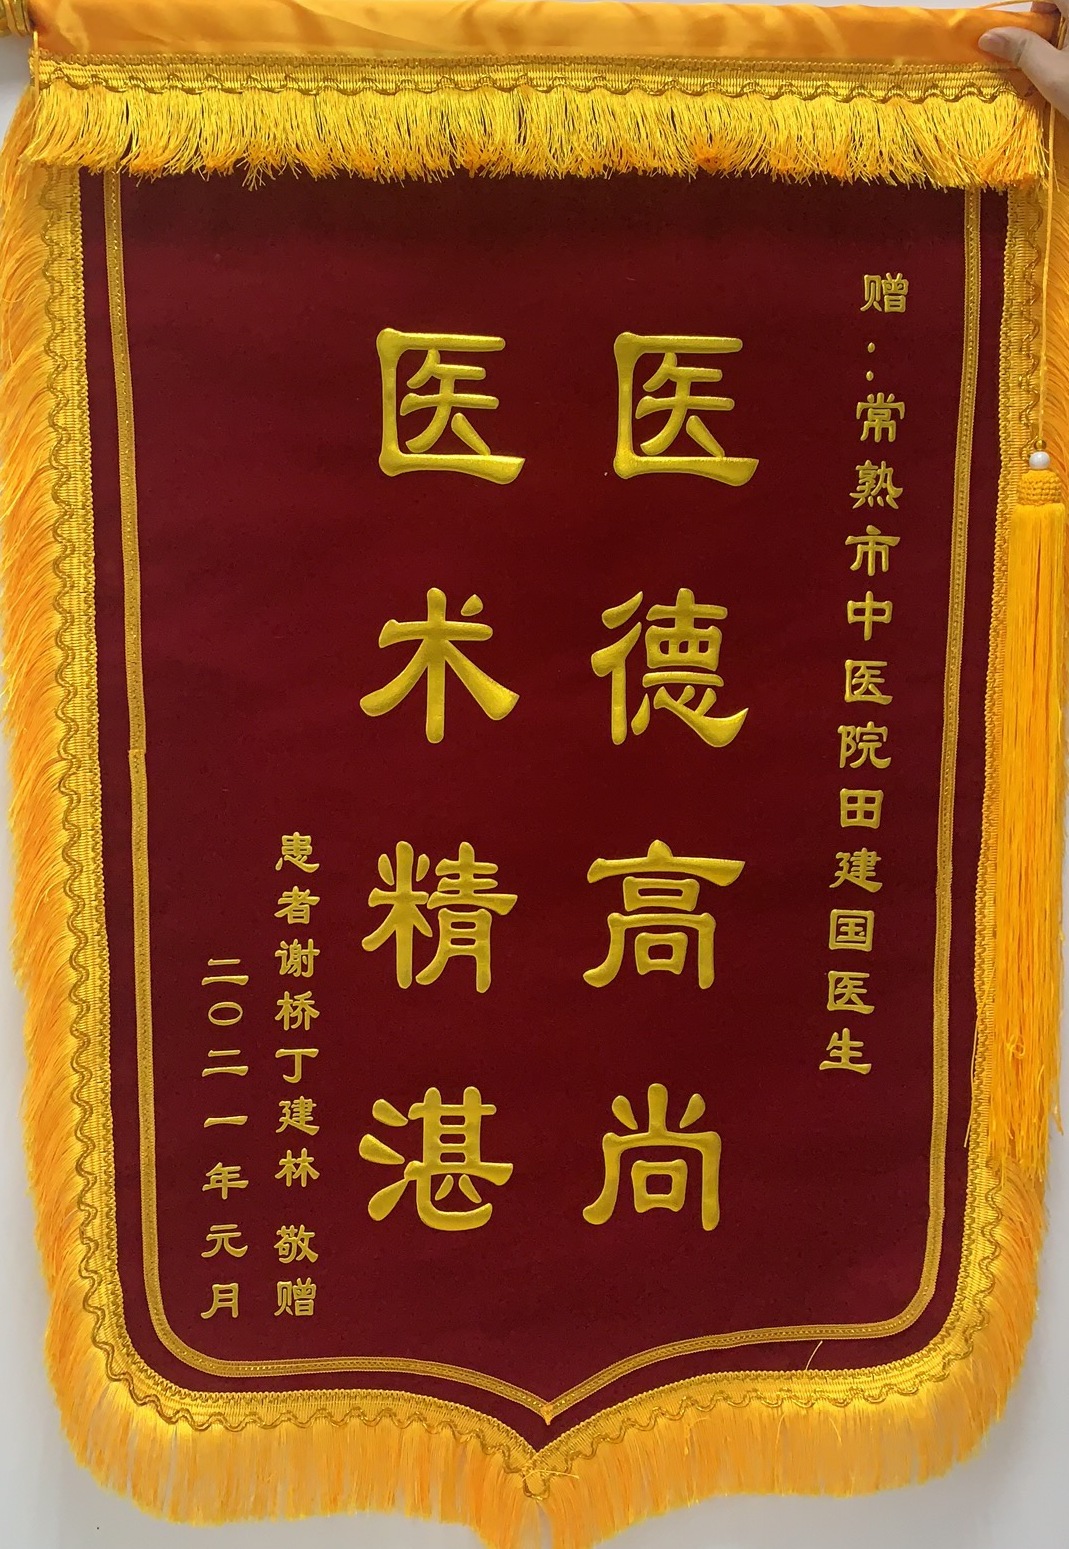 赠：常熟市中医院田建国医生
医德高尚
医术精湛
患者谢桥丁建林 敬赠
二〇二一年元月